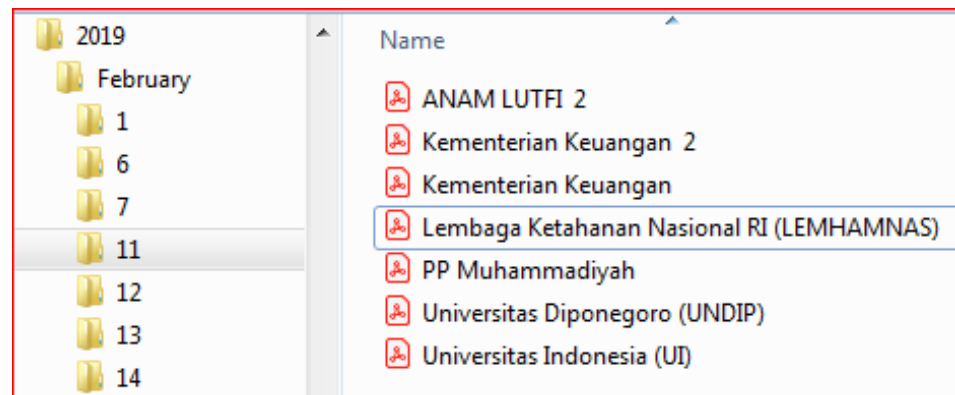 2019
February
1
6
7
11
12
13
14
Name
ANAM LUTFI 2
Kementerian Keuangan 2
Kementerian Keuangan
Lembaga Ketahanan Nasional RI (LEMHAMNAS)
PP Muhammadiyah
Universitas Diponegoro (UNDIP)
Universitas Indonesia (UI)